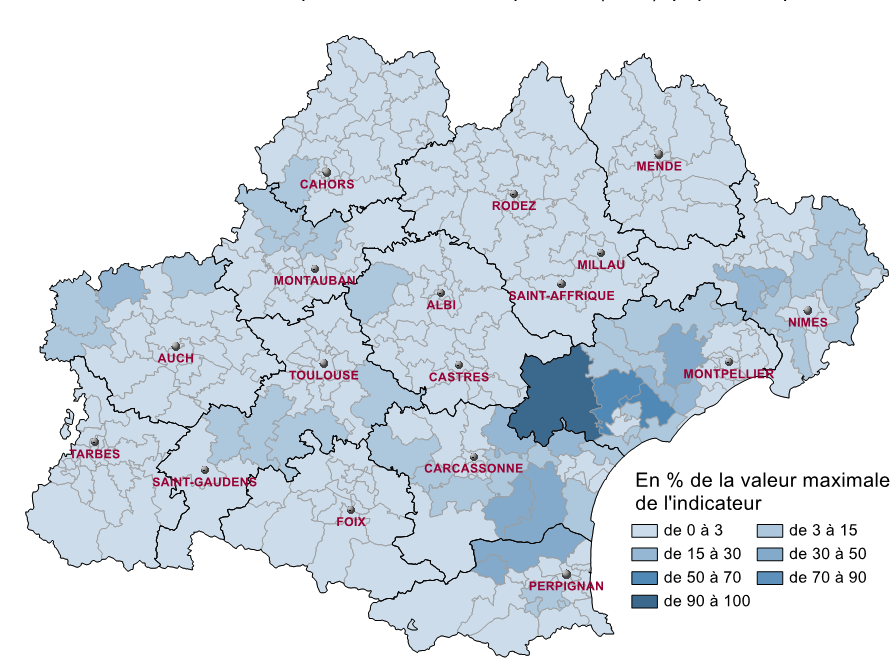 CAHORS
MENDE
RODEZ
MILLAU
MONTAUBAN
SAINT-AFFRIQUE
ALBI
NIMES
AUCH
TOULOUSE
CASTRES
MONTPELLIER
TARBES
CARCASSONNE
SAINT-GAUDENS
FOIX
PERPIGNAN
En % de la valeur maximale
de l'indicateur
de 0 à 3 de 3 à 15
de 15 à 30 de 30 à 50
de 50 à 70 de 70 à 90
de 90 à 100